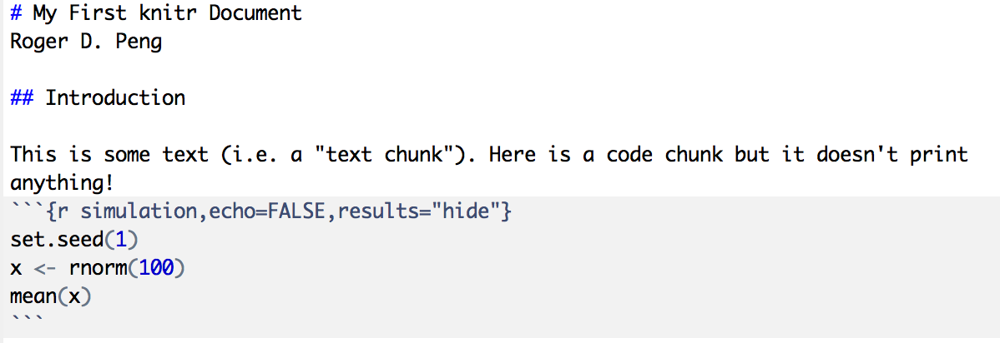 # My First knitr Document
Roger D. Peng
## Introduction
This is some text (i.e. a "text chunk"). Here is a code chunk but it doesn't print
anything!
```{r simulation,echo=FALSE,results="hide"}
set.seed(1)
x <- rnorm(100)
mean(x)
```